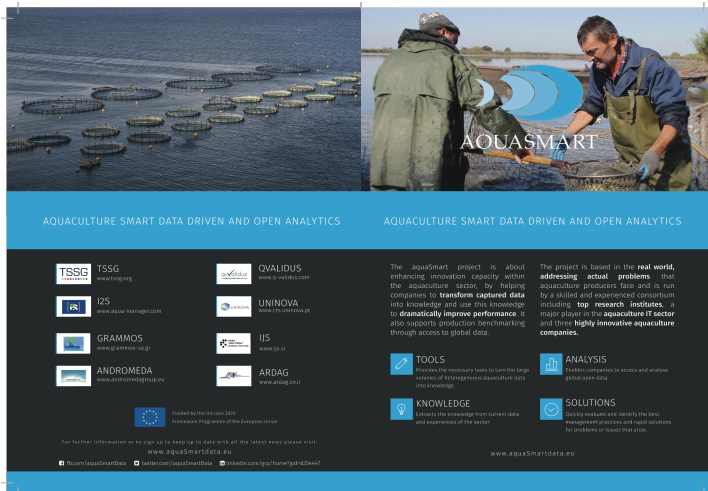 AQUASMART
AQUACULTURE SMART DATA DRIVEN AND OPEN ANALYTICS
TSSG
TSSG
www.tssg.org
I2S
www.aqua-manager.com
GRAMMOS
www.grammos-sa.gr
ANDROMEDA
www.andromedagroup.eu
QVALIDUS
www.q-validus.com
UNINOVA
UNINOVA
www.cts.uninova.pt
IJS
www.ijs.si
ARDAG
ARDAG
www.ardag.co.il
Funded by the Horizon 2020
Framework Programme of the European Union
For further information or to sign up to keep up to date with all the latest news please visit:
www.aquaSmartData.eu
fb.com/aquaSmartData
twitter.com/aquaSmartData
linkedin.com/grp/home?gid=8254447
AQUACULTURE SMART DATA DRIVEN AND OPEN ANALYTICS
The aquaSmart project is about
enhancing innovation capacity within
the aquaculture sector, by helping
companies to transform captured data
into knowledge and use this knowledge
to dramatically improve performance. It
also supports production benchmarking
through access to global data.
The project is based in the real world,
addressing actual problems that
aquaculture producers face and is run
by a skilled and experienced consortium
including top research institutes, a
major player in the aquaculture IT sector
and three highly innovative aquaculture
companies.
TOOLS
Provides the necessary tools to turn the large
volumes of heterogeneous aquaculture data
into knowledge.
ANALYSIS
Enables companies to access and analyse
global open data.
KNOWLEDGE
Extracts the knowledge from current data
and experiences of the sector.
SOLUTIONS
Quickly evaluate and identify the best
management practices and rapid solutions
for problems or issues that arise.
www.aquaSmartData.eu